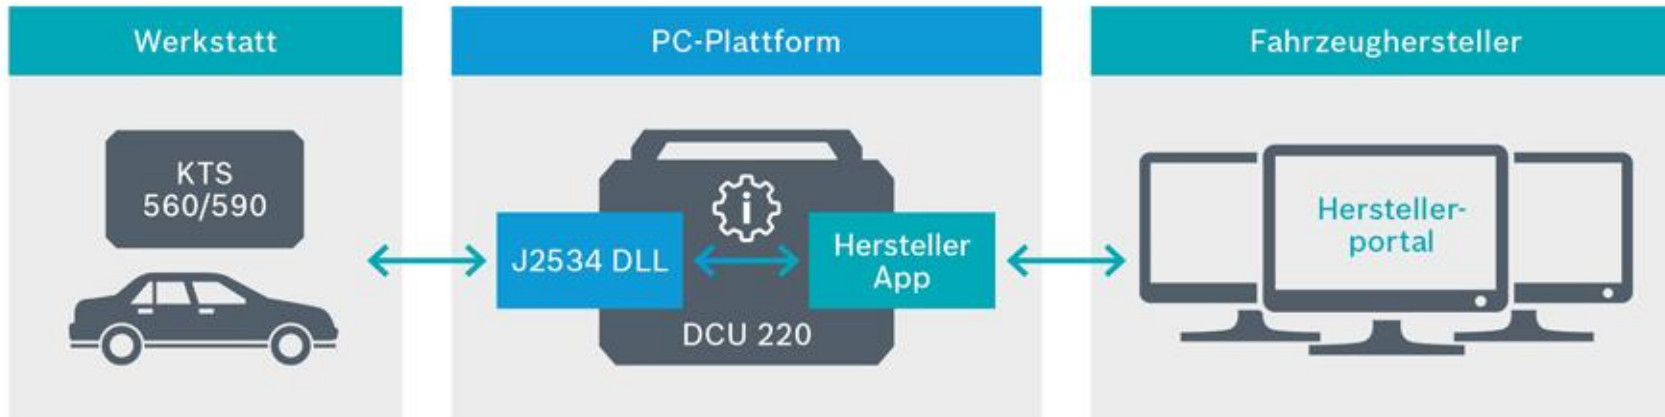 Werkstatt
KTS
560/590
PC-Plattform
J2534 DLL
i
Hersteller
App
DCU 220
Fahrzeughersteller
Hersteller-
portal